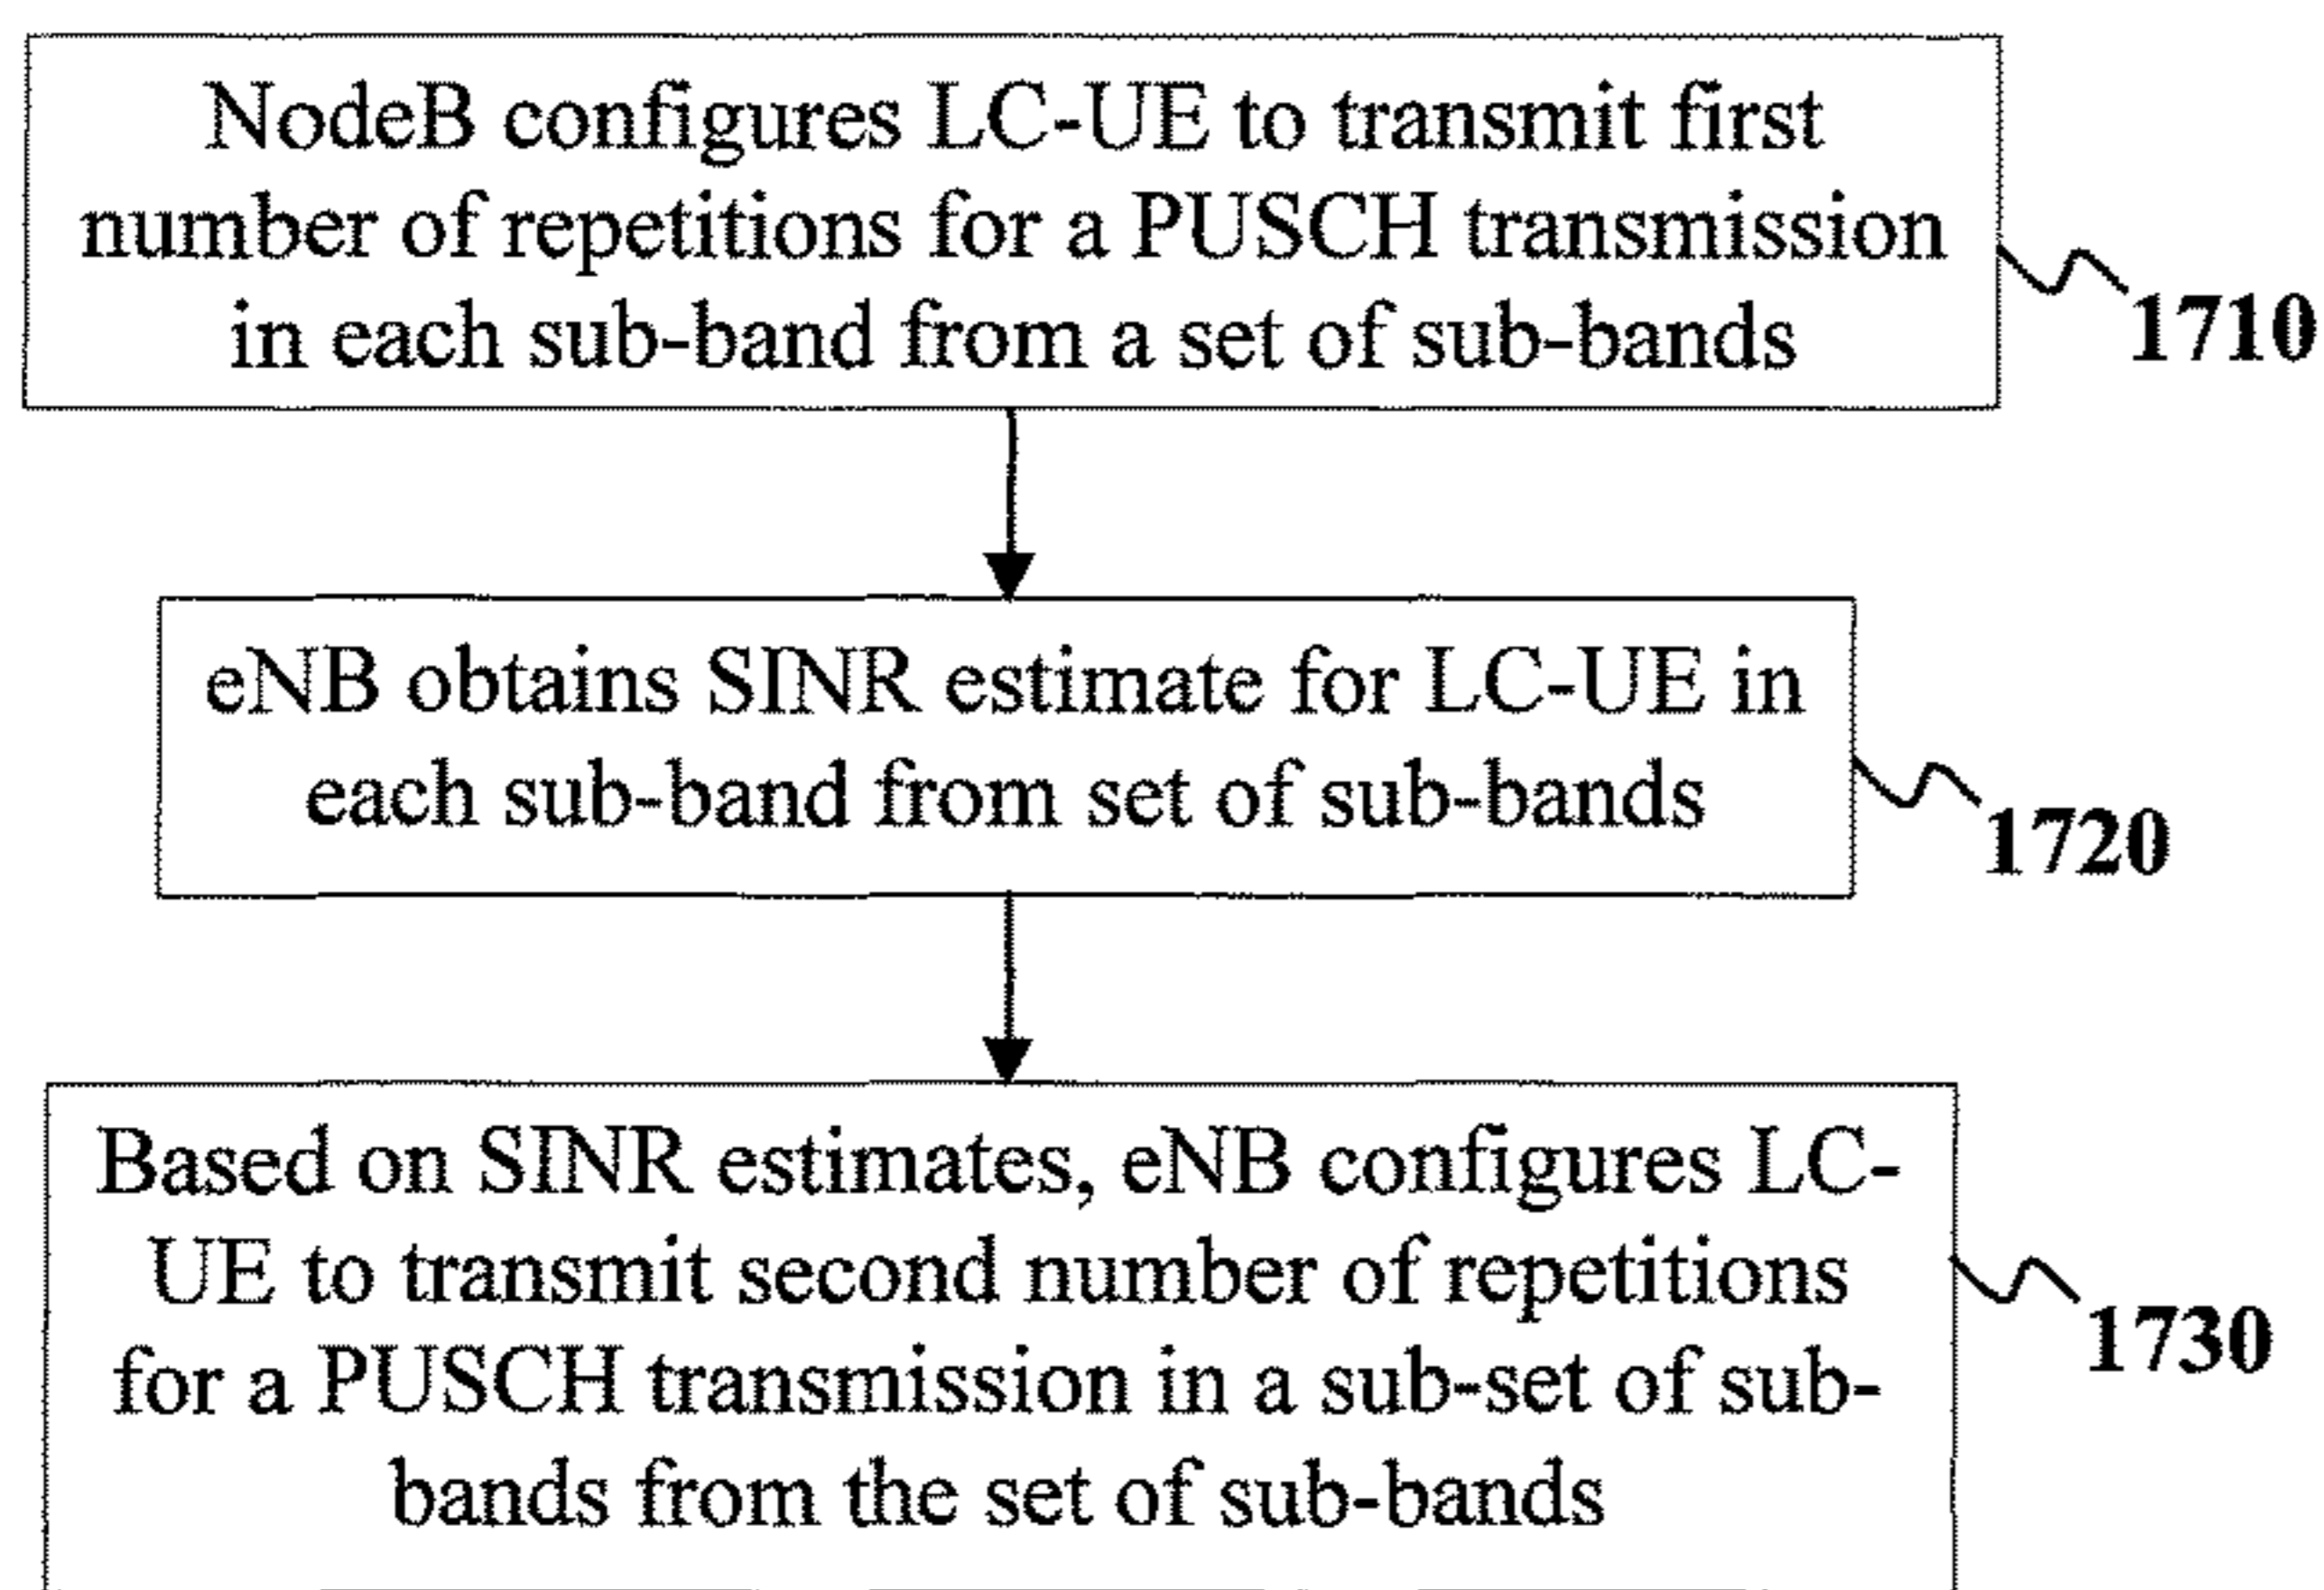 NodeB configures LC-UE to transmit first
number of repetitions for a PUSCH transmission
in each sub-band from a set of sub-bands
1710
eNB obtains SINR estimate for LC-UE in
each sub-band from set of sub-bands
1720
Based on SINR estimates, eNB configures LC-
UE to transmit second number of repetitions
for a PUSCH transmission in a sub-set of sub-
bands from the set of sub-bands
1730